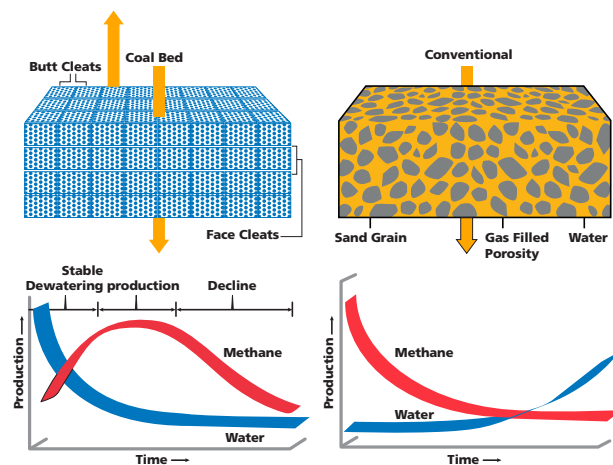 Butt Cleats
Coal Bed
Face Cleats
Conventional
Sand Grain
Gas Filled
Porosity
Water
Stable
Dewatering production
Decline
Production
Methane
Water
Time
Production
Methane
Water
Time